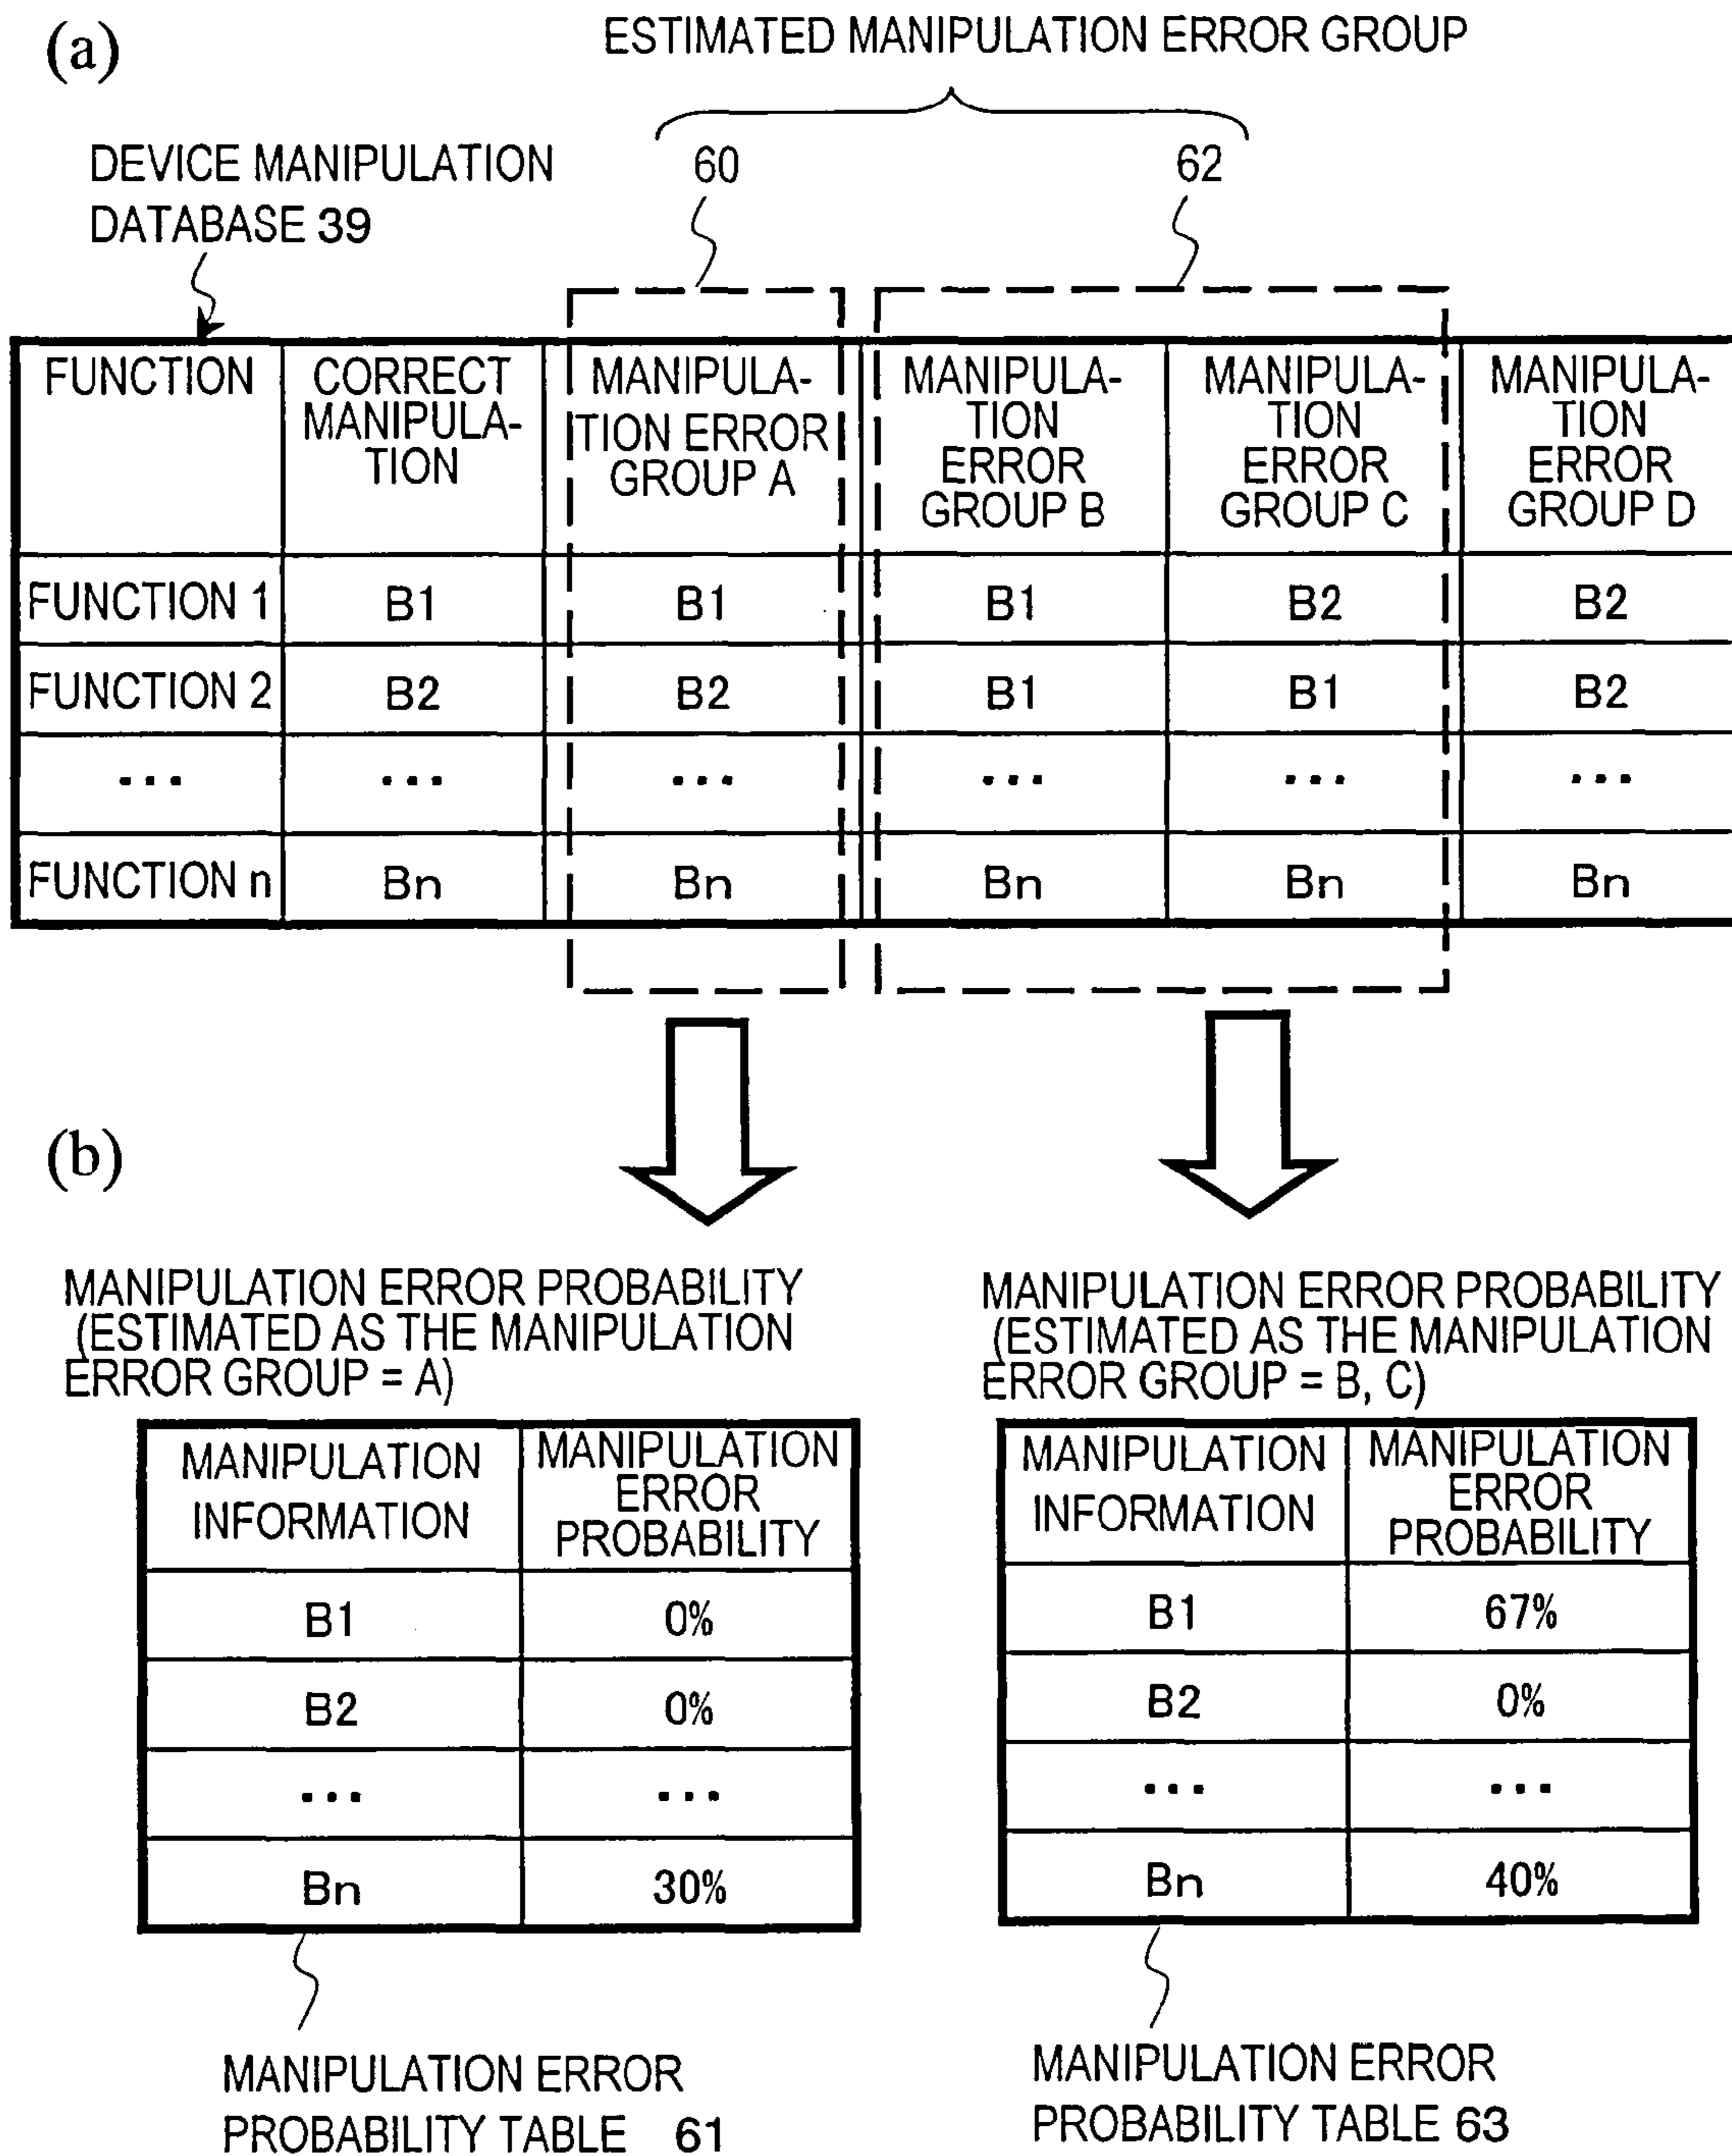 (a)
ESTIMATED MANIPULATION ERROR GROUP
DEVICE MANIPULATION
DATABASE 39
60
62
FUNCTION
CORRECT
MANIPULA-
TION
MANIPULA-
TION ERROR
GROUP A
MANIPULA-
TION
ERROR
GROUP B
MANIPULA-
TION
ERROR
GROUP C
MANIPULA-
TION
ERROR
GROUP D
FUNCTION 1 B1 B1 B1 B2 B2
FUNCTION 2 B2 B2 B1 B1 B2
... ... ... ... ... ...
FUNCTION n Bn Bn Bn Bn Bn
(b)
MANIPULATION ERROR PROBABILITY
(ESTIMATED AS THE MANIPULATION
ERROR GROUP = A)
MANIPULATION
INFORMATION
MANIPULATION
ERROR
PROBABILITY
B1 0%
B2 0%
... ...
Bn 30%
MANIPULATION ERROR
PROBABILITY TABLE 61
MANIPULATION ERROR PROBABILITY
(ESTIMATED AS THE MANIPULATION
ERROR GROUP = B, C)
MANIPULATION
INFORMATION
MANIPULATION
ERROR
PROBABILITY
B1 67%
B2 0%
... ...
Bn 40%
MANIPULATION ERROR
PROBABILITY TABLE 63